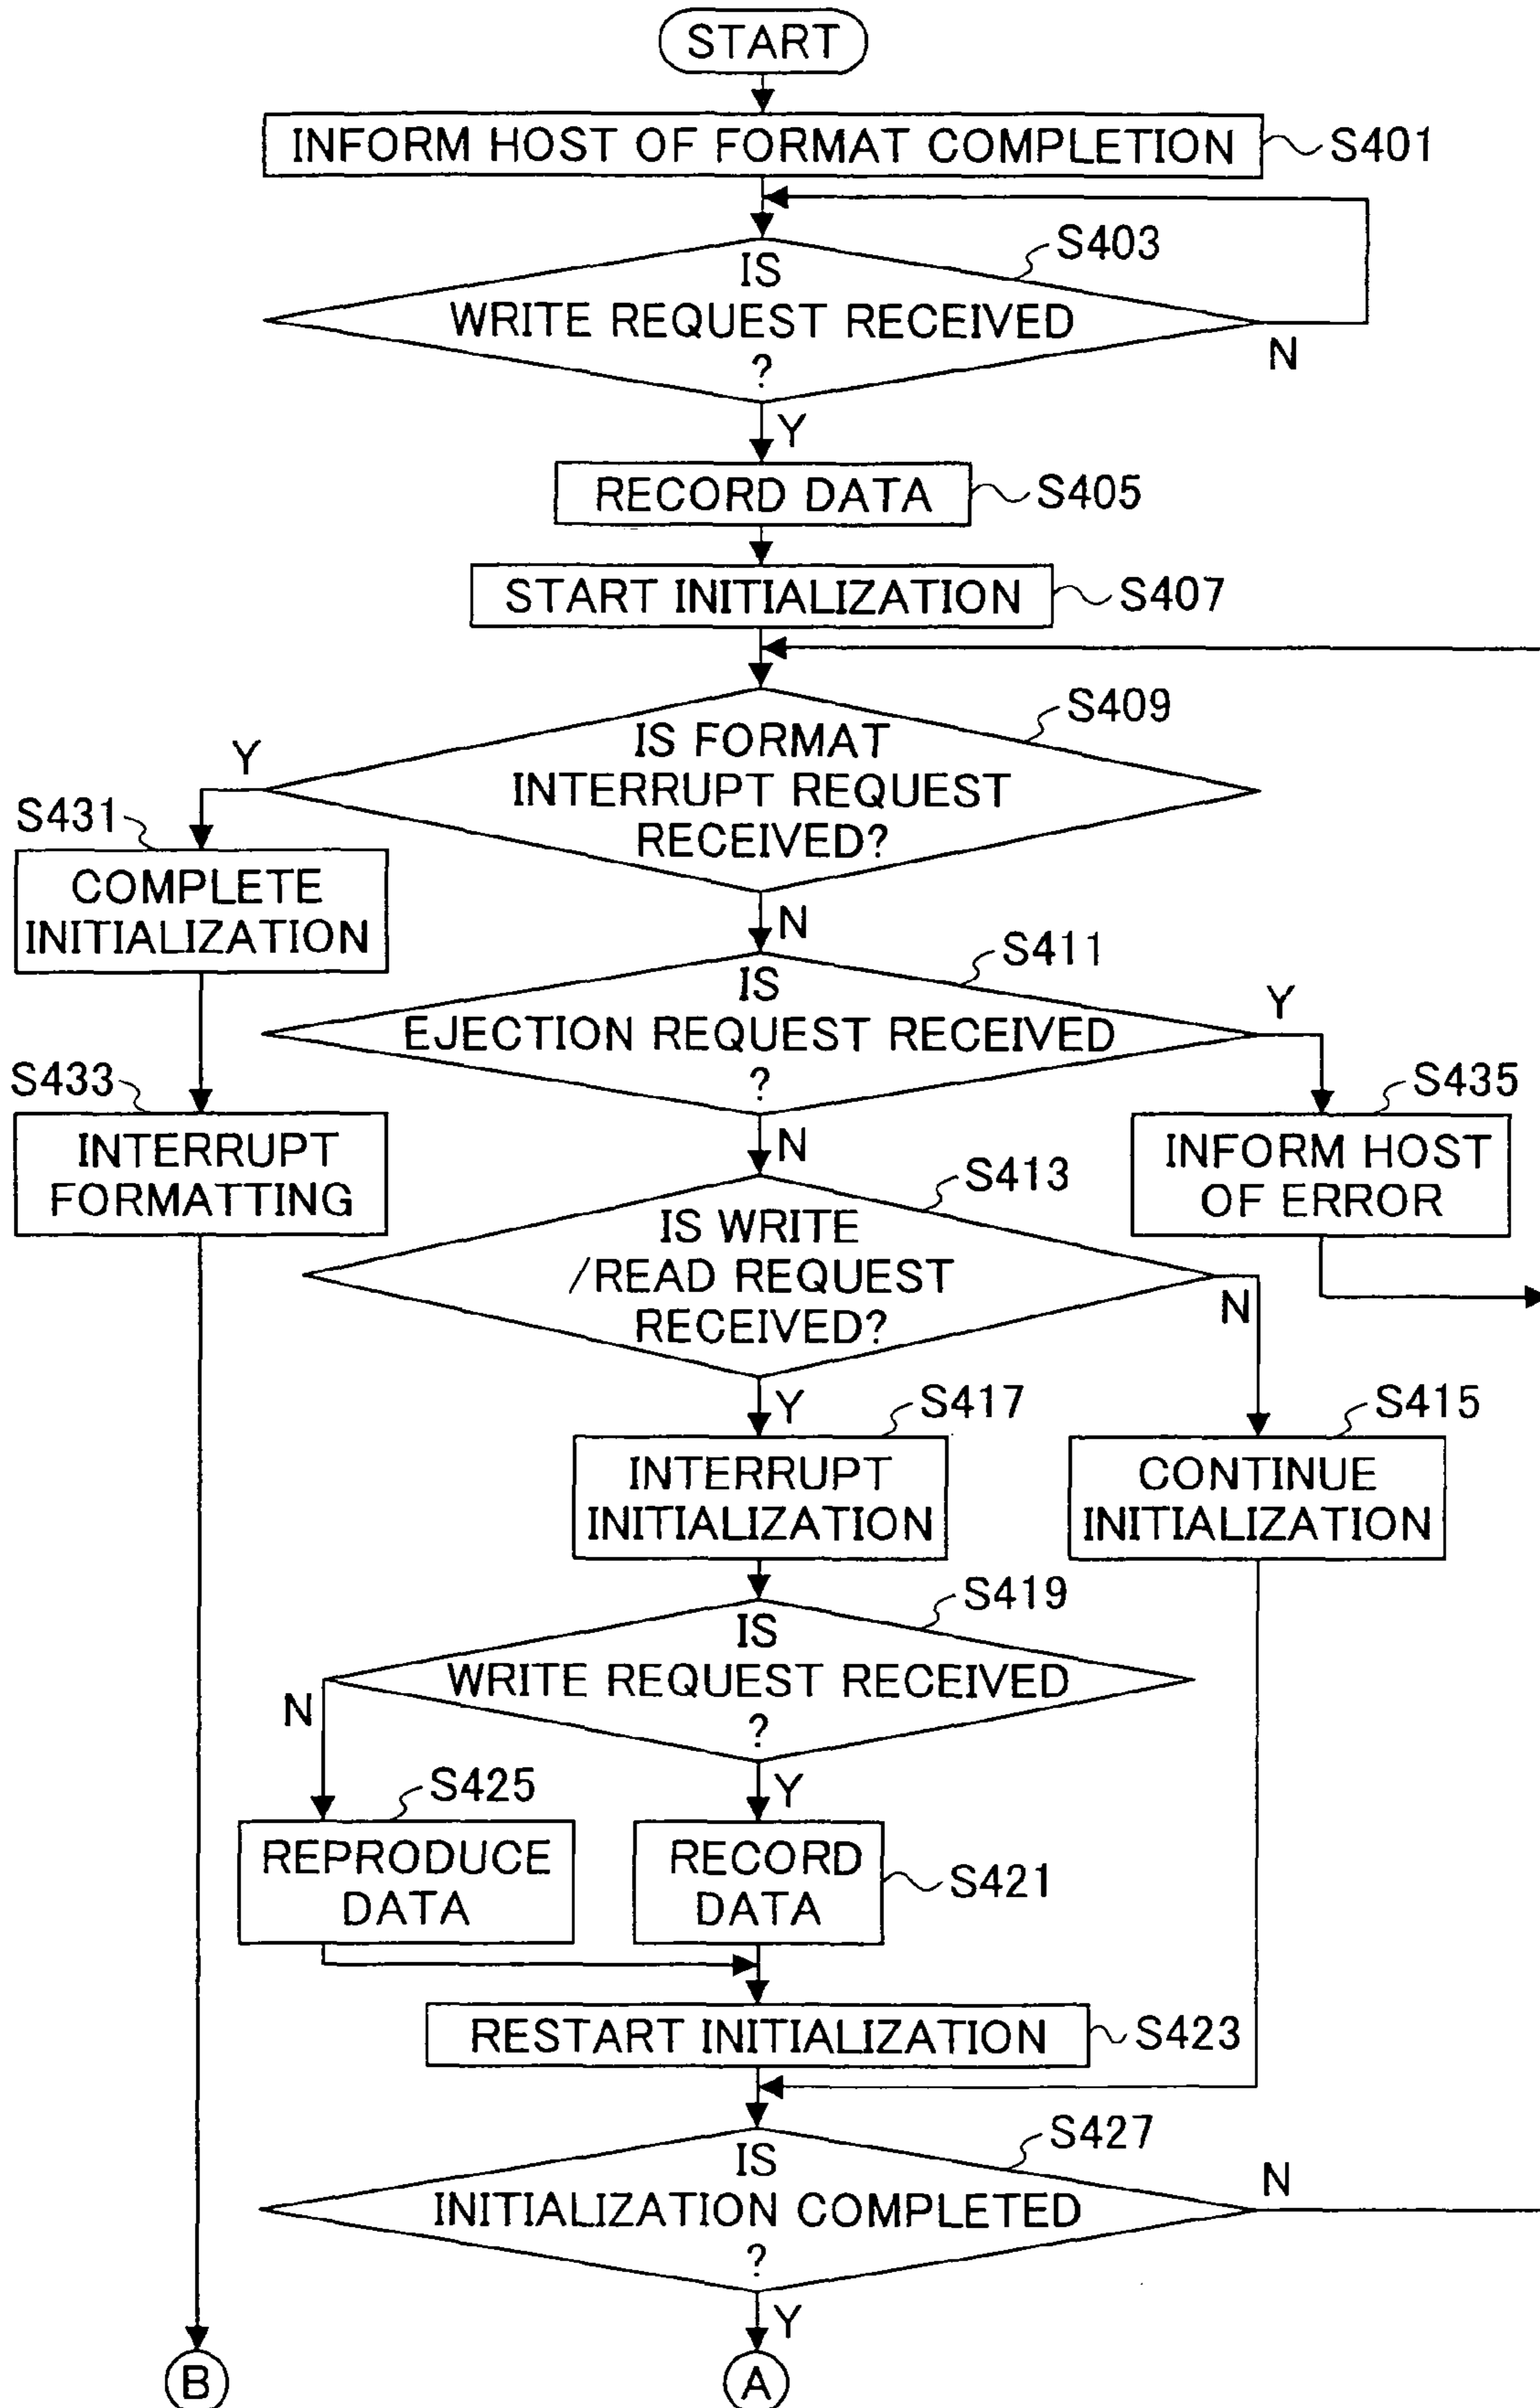 START
INFORM HOST OF FORMAT COMPLETION
S401
S403
IS
WRITE REQUEST RECEIVED
?
N
Y
RECORD DATA
S405
START INITIALIZATION
S407
S409
IS FORMAT
INTERRUPT REQUEST
RECEIVED?
Y
S431
COMPLETE
INITIALIZATION
N
S411
IS
EJECTION REQUEST RECEIVED
?
Y
S433
INTERRUPT
FORMATTING
S435
INFORM HOST
OF ERROR
N
S413
IS WRITE
/READ REQUEST
RECEIVED?
N
Y
S417
INTERRUPT
INITIALIZATION
S415
CONTINUE
INITIALIZATION
S419
IS
WRITE REQUEST RECEIVED
?
N
Y
S425
REPRODUCE
DATA
RECORD
DATA
S421
RESTART INITIALIZATION
S423
S427
IS
INITIALIZATION COMPLETED
?
N
Y
B
A